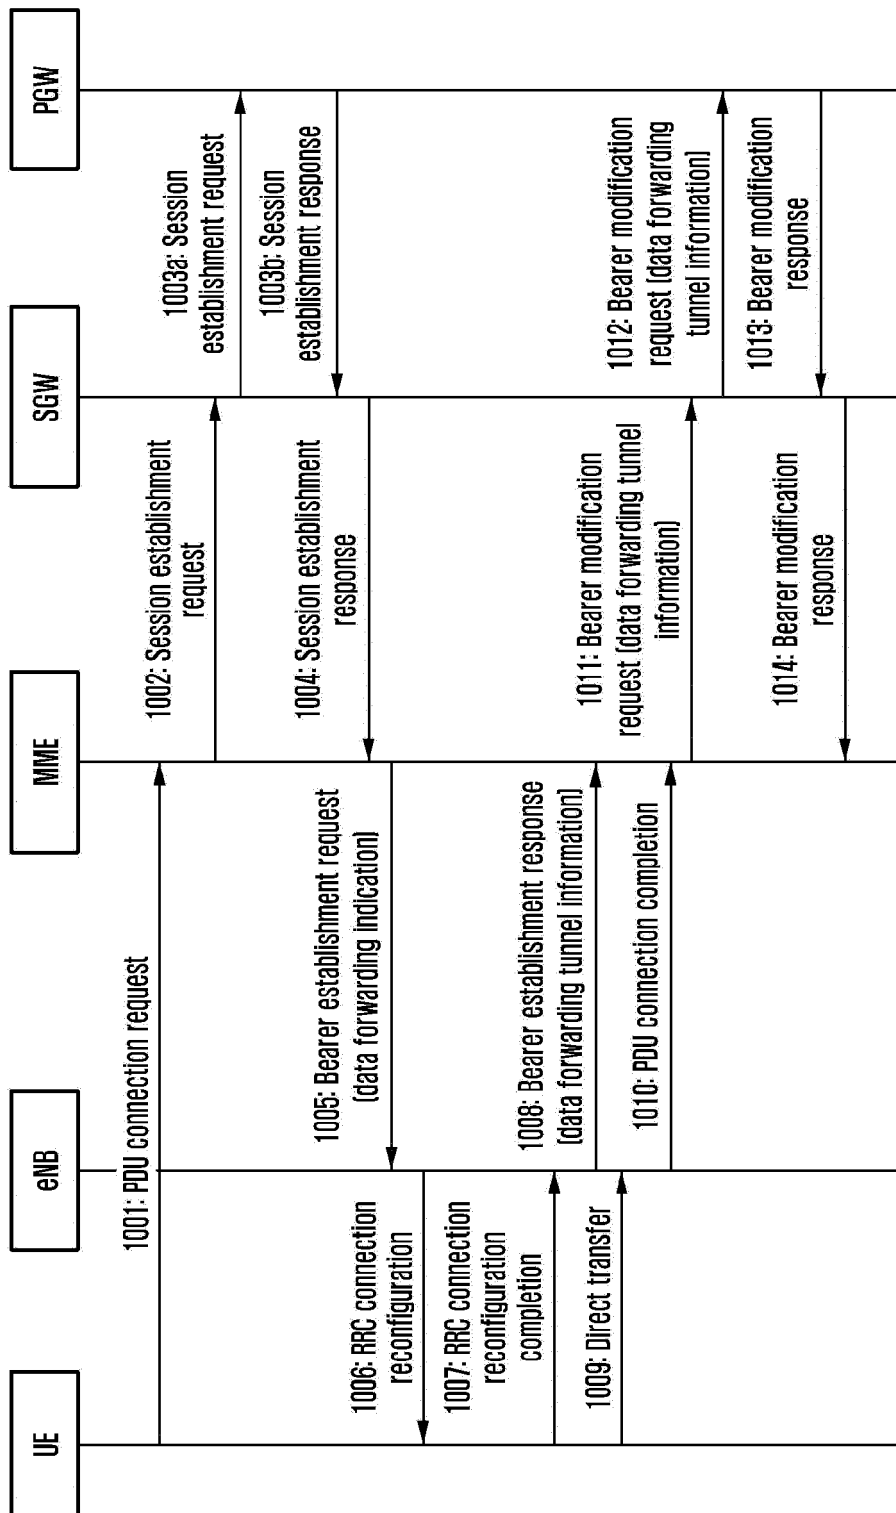 UE
eNB
MME
SGW
PGW
1001: PDU connection request
1002: Session establishment
request
1003a: Session
establishment request
1003b: Session
establishment response
1004: Session establishment
response
1005: Bearer establishment request
(data forwarding indication)
1006: RRC connection
reconfiguration
1007: RRC connection
reconfiguration
completion
1008: Bearer establishment response
(data forwarding tunnel information)
1009: Direct transfer
1010: PDU connection completion
1011: Bearer modification
request (data forwarding tunnel
information)
1012: Bearer modification
request (data forwarding
tunnel information)
1013: Bearer modification
response
1014: Bearer modification
response